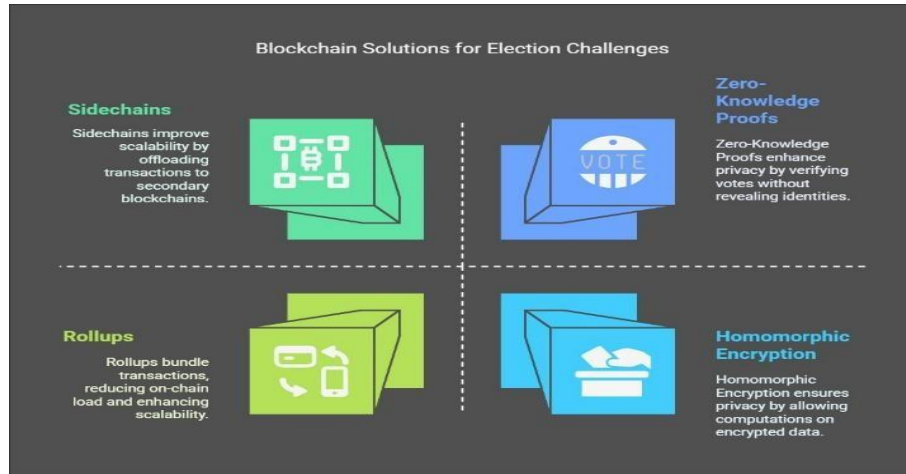 Blockchain Solutions for Election Challenges
Sidechains
Sidechains improve
scalability by
offloading
transactions to
secondary
blockchains.
Zero-
Knowledge
Proofs
Zero-Knowledge
Proofs enhance
privacy by verifying
votes without
revealing identities.
VOTE
Rollups
Rollups bundle
transactions,
reducing on-chain
load and enhancing
scalability.
Homomorphic
Encryption
Homomorphic
Encryption ensures
privacy by allowing
computations on
encrypted data.